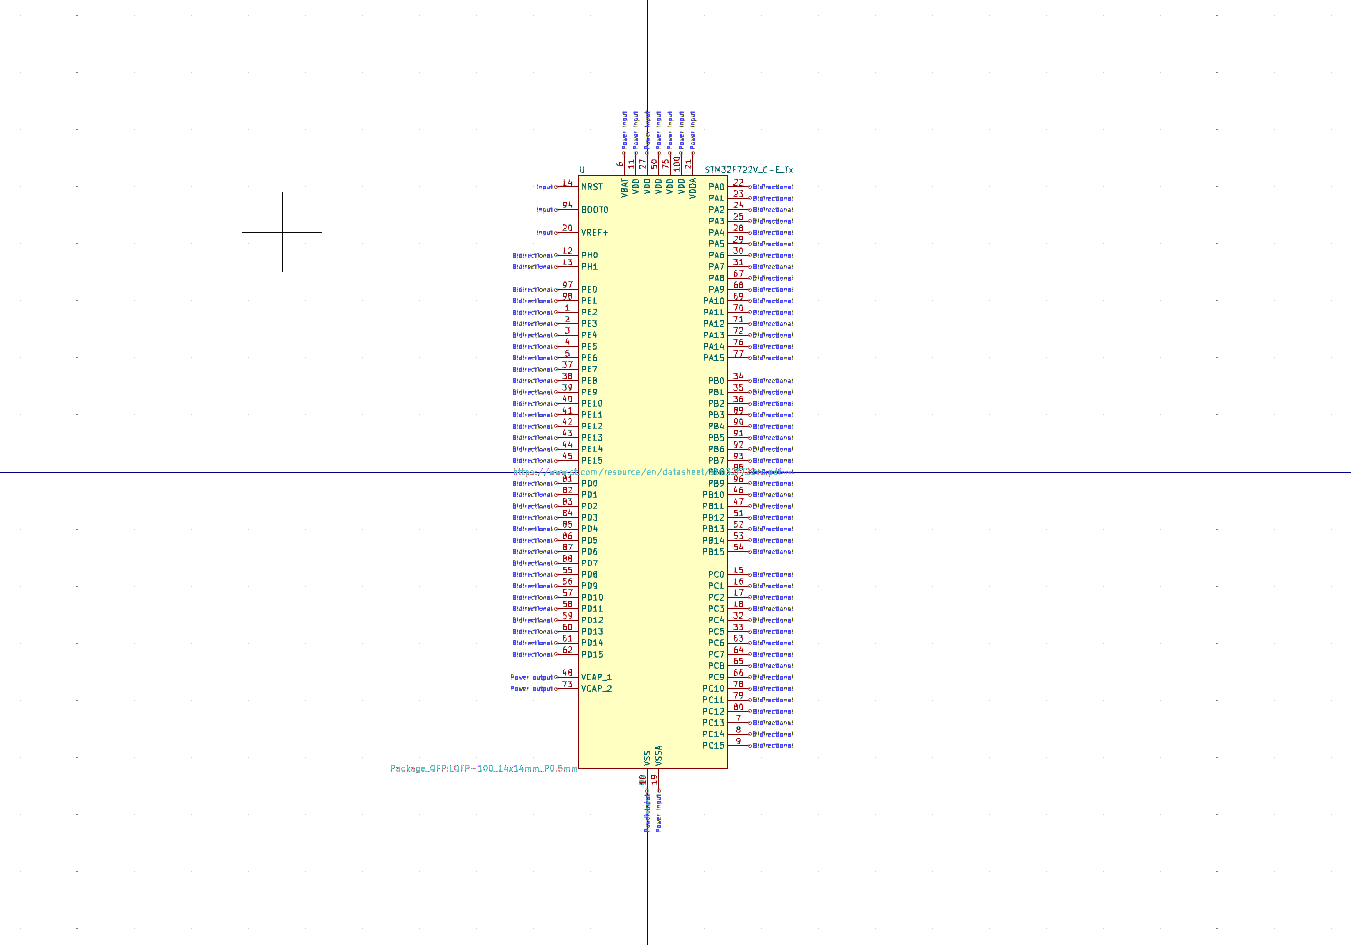 Power input Power input Power input Power input Power input Power input Power input
6 11 27 50 75 100 21
U STM32F722V_C-E_Tx
VBAT VDD VDD VDD VDD VDD VDDA
Input 14 NRST PA0 22 Bidirectional
PA1 23 Bidirectional
Input 94 BOOT0 PA2 24 Bidirectional
PA3 25 Bidirectional
Input 20 VREF+ PA4 28 Bidirectional
PA5 29 Bidirectional
Bidirectional 12 PH0 PA6 30 Bidirectional
Bidirectional 13 PH1 PA7 31 Bidirectional
PA8 67 Bidirectional
Bidirectional 97 PE0 PA9 68 Bidirectional
Bidirectional 98 PE1 PA10 69 Bidirectional
Bidirectional 1 PE2 PA11 70 Bidirectional
Bidirectional 2 PE3 PA12 71 Bidirectional
Bidirectional 3 PE4 PA13 72 Bidirectional
Bidirectional 4 PE5 PA14 76 Bidirectional
Bidirectional 5 PE6 PA15 77 Bidirectional
Bidirectional 37 PE7
Bidirectional 38 PE8 PB0 34 Bidirectional
Bidirectional 39 PE9 PB1 35 Bidirectional
Bidirectional 40 PE10 PB2 36 Bidirectional
Bidirectional 41 PE11 PB3 89 Bidirectional
Bidirectional 42 PE12 PB4 90 Bidirectional
Bidirectional 43 PE13 PB5 91 Bidirectional
Bidirectional 44 PE14 PB6 92 Bidirectional
Bidirectional 45 PE15 PB7 93 Bidirectional
PB8 95
Bidirectional 81 PD0 PB9 96 Bidirectional
Bidirectional 82 PD1 PB10 46 Bidirectional
Bidirectional 83 PD2 PB11 47 Bidirectional
Bidirectional 84 PD3 PB12 51 Bidirectional
Bidirectional 85 PD4 PB13 52 Bidirectional
Bidirectional 86 PD5 PB14 53 Bidirectional
Bidirectional 87 PD6 PB15 54 Bidirectional
Bidirectional 88 PD7
Bidirectional 55 PD8 PC0 15 Bidirectional
Bidirectional 56 PD9 PC1 16 Bidirectional
Bidirectional 57 PD10 PC2 17 Bidirectional
Bidirectional 58 PD11 PC3 18 Bidirectional
Bidirectional 59 PD12 PC4 32 Bidirectional
Bidirectional 60 PD13 PC5 33 Bidirectional
Bidirectional 61 PD14 PC6 63 Bidirectional
Bidirectional 62 PD15 PC7 64 Bidirectional
PC8 65 Bidirectional
Power output 48 VCAP_1 PC9 66 Bidirectional
Power output 73 VCAP_2 PC10 78 Bidirectional
PC11 79 Bidirectional
PC12 80 Bidirectional
PC13 7 Bidirectional
PC14 8 Bidirectional
PC15 9 Bidirectional
VSS VSSA
Package_QFP:LQFP-100_14x14mm_P0.5mm
19
Power input